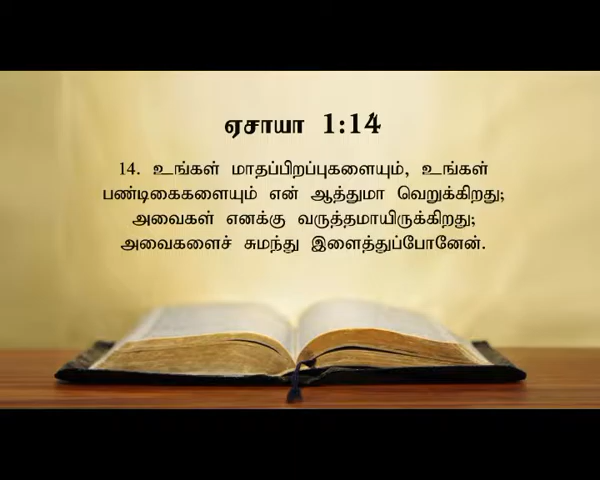 ஏசாயா 1:14
14. உங்கள் மாதப்பிறப்புகளையும், உங்கள்
பண்டிகைகளையும் என் ஆத்துமா வெறுக்கிறது;
அவைகள் எனக்கு வருத்தமாயிருக்கிறது;
அவைகளைச் சுமந்து இளைத்துப்போனேன்.